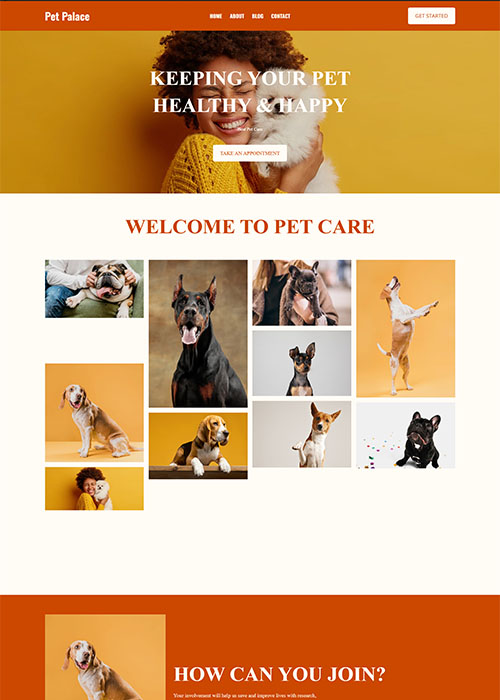 Pet Palace
HOME ABOUT BLOG CONTACT
GET STARTED
KEEPING YOUR PET
HEALTHY & HAPPY
Best Pet Care
TAKE AN APPOINTMENT
WELCOME TO PET CARE
HOW CAN YOU JOIN?
Your involvement will help us save and improve lives with research,